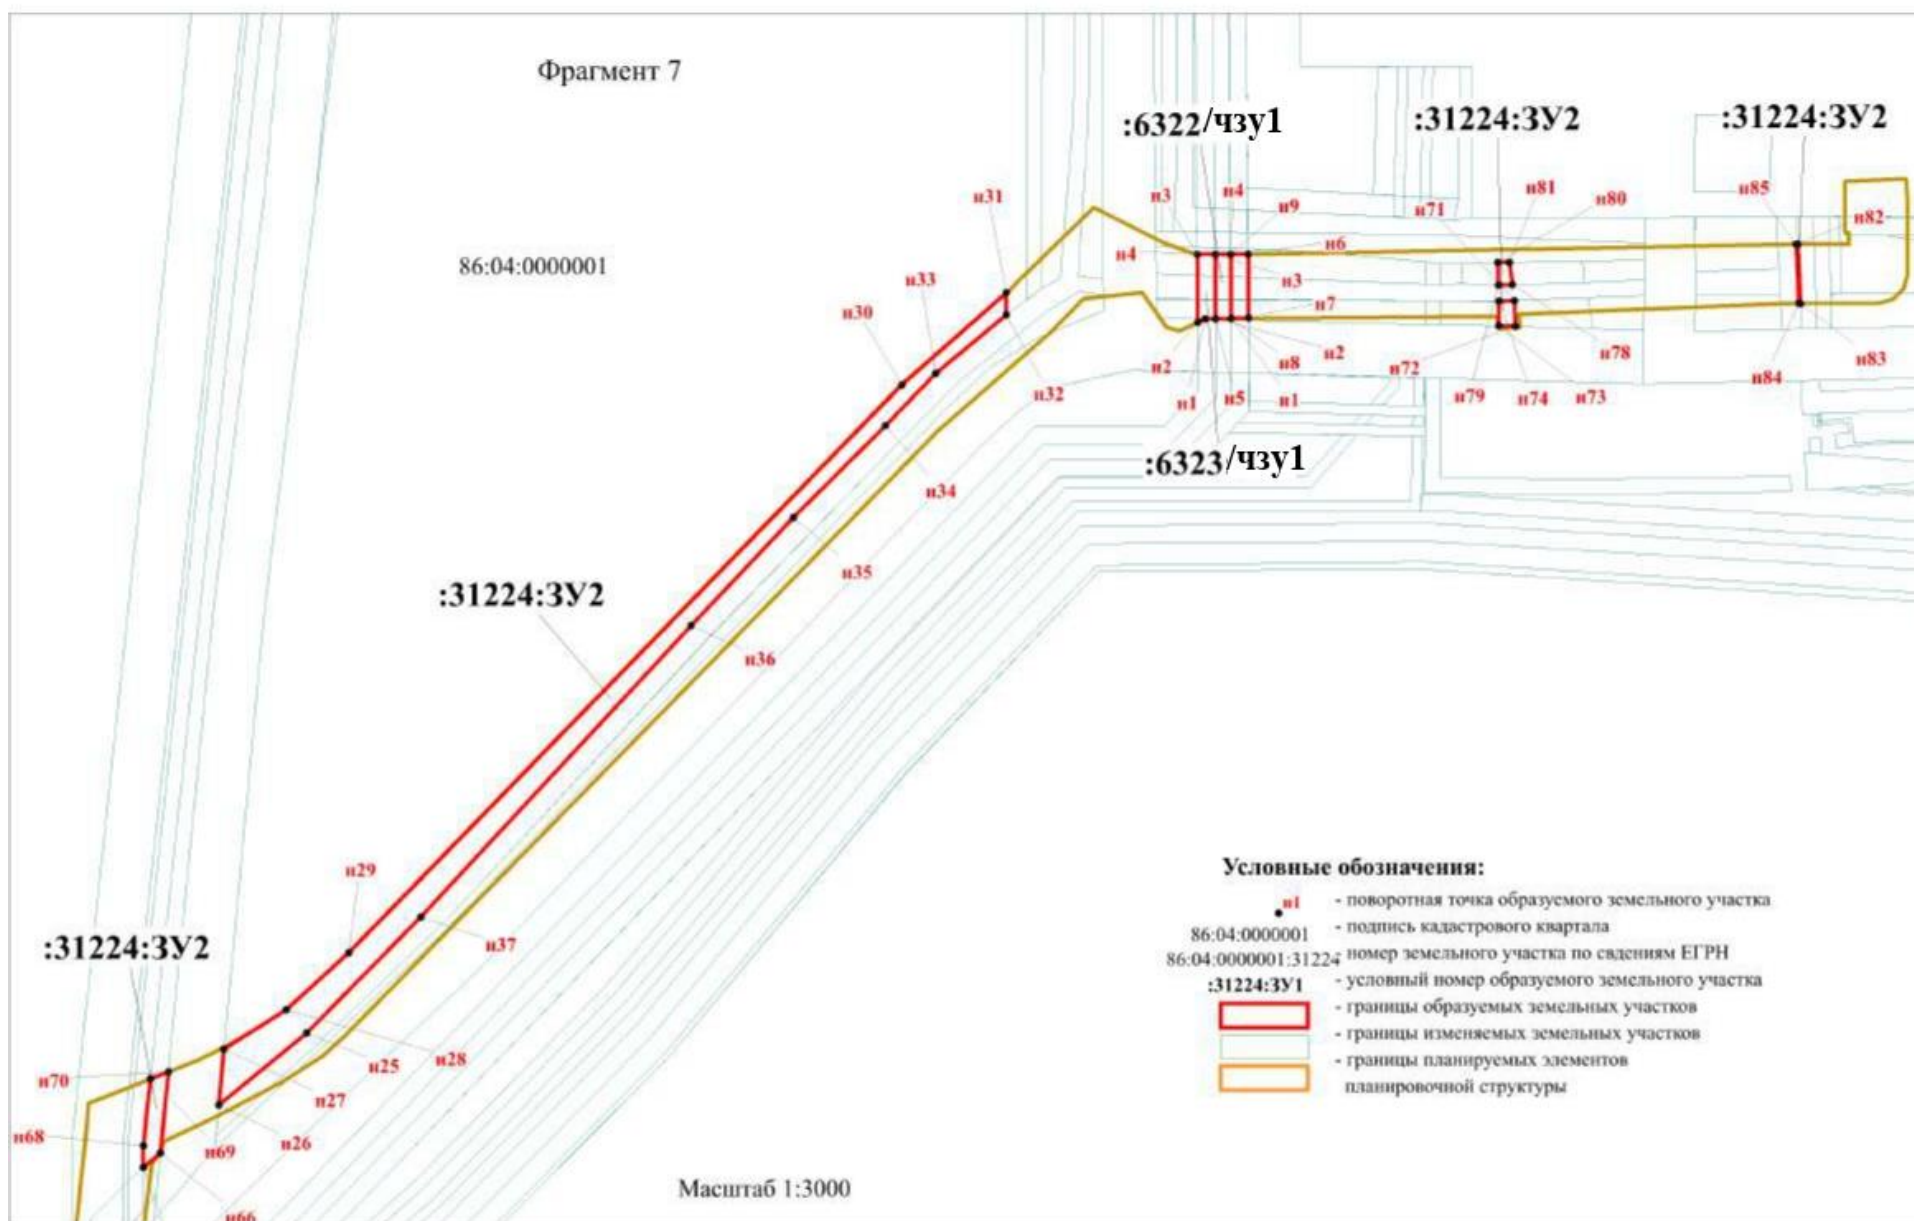 Фрагмент 7
:6322/чзу1
:31224:ЗУ2
:31224:ЗУ2
н31
н3
н4
н9
н71
н81
н80
н85
н82
86:04:0000001
н33
н4
н6
н3
н30
н7
н2
н8
н2
н72
н78
н84
н83
н32
н1
н5
н1
н79
н74
н73
:6323/чзу1
н34
н35
:31224:ЗУ2
н36
н29
Условные обозначения:
н1 - поворотная точка образуемого земельного участка
86:04:0000001 - подпись кадастрового квартала
86:04:0000001:31224 - номер земельного участка по сведениям ЕГРН
:31224:ЗУ1 - условный номер образуемого земельного участка
- границы образуемых земельных участков
- границы изменяемых земельных участков
- границы планируемых элементов
планировочной структуры
н37
:31224:ЗУ2
н25
н28
н70
н27
н68
н69
н26
Масштаб 1:3000
н66